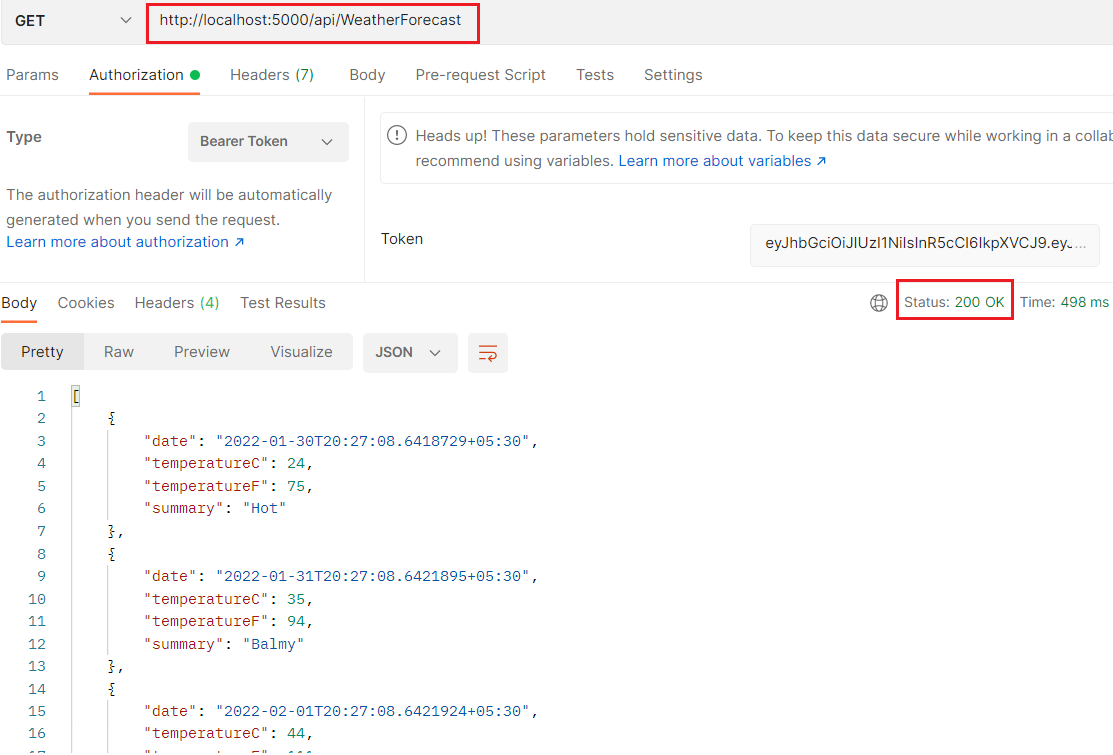 GET http://localhost:5000/api/WeatherForecast
Params Authorization Headers (7) Body Pre-request Script Tests Settings
Type
Bearer Token
The authorization header will be automatically
generated when you send the request.
Learn more about authorization ↗
Heads up! These parameters hold sensitive data. To keep this data secure while working in a collab
recommend using variables. Learn more about variables ↗
Token
eyJhbGciOiJIUzI1NiIsInR5cCI6IkpXVCJ9.eyJ...
Body Cookies Headers (4) Test Results
Status: 200 OK Time: 498 ms
Pretty Raw Preview Visualize JSON
1 [
2 {
3 "date": "2022-01-30T20:27:08.6418729+05:30",
4 "temperatureC": 24,
5 "temperatureF": 75,
6 "summary": "Hot"
7 },
8 {
9 "date": "2022-01-31T20:27:08.6421895+05:30",
10 "temperatureC": 35,
11 "temperatureF": 94,
12 "summary": "Balmy"
13 },
14 {
15 "date": "2022-02-01T20:27:08.6421924+05:30",
16 "temperatureC": 44,